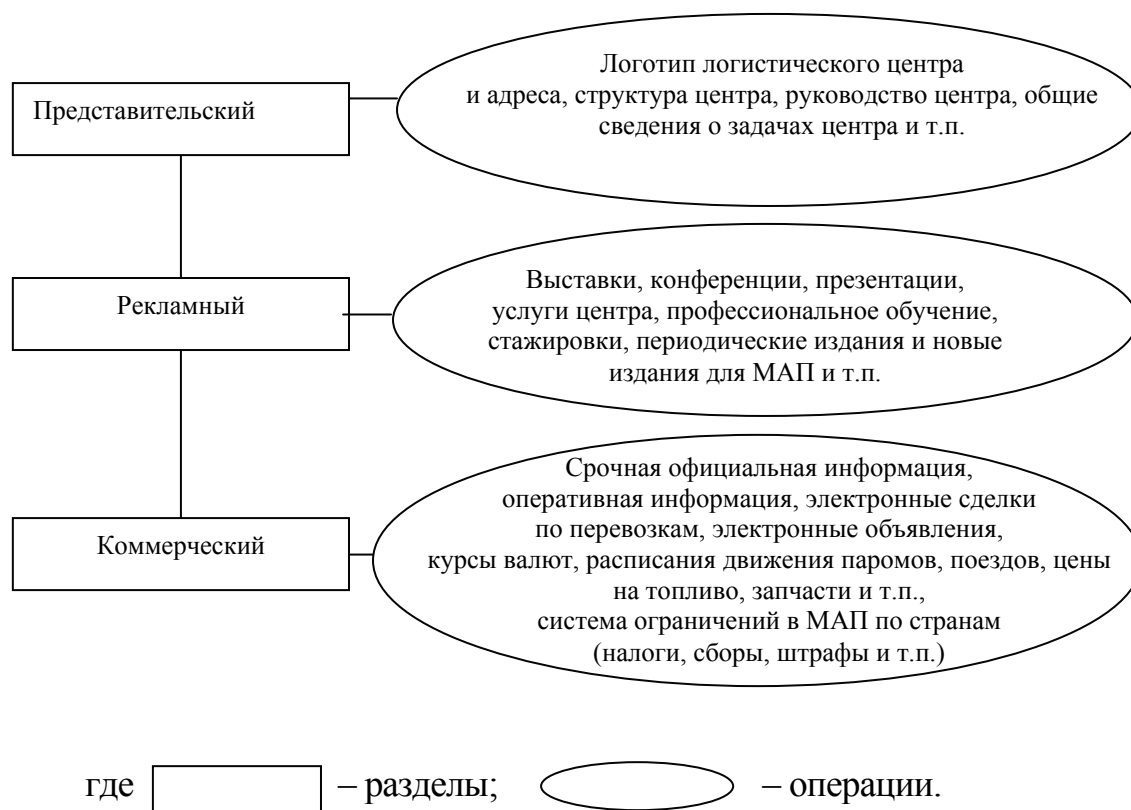 Логотип логистического центра
и адреса, структура центра, руководство центра, общие
сведения о задачах центра и т.п.
Представительский
Выставки, конференции, презентации,
услуги центра, профессиональное обучение,
стажировки, периодические издания и новые
издания для МАП и т.п.
Рекламный
Срочная официальная информация,
оперативная информация, электронные сделки
по перевозкам, электронные объявления,
курсы валют, расписания движения паромов, поездов, цены
на топливо, запчасти и т.п.,
система ограничений в МАП по странам
(налоги, сборы, штрафы и т.п.)
Коммерческий
где – разделы; – операции.